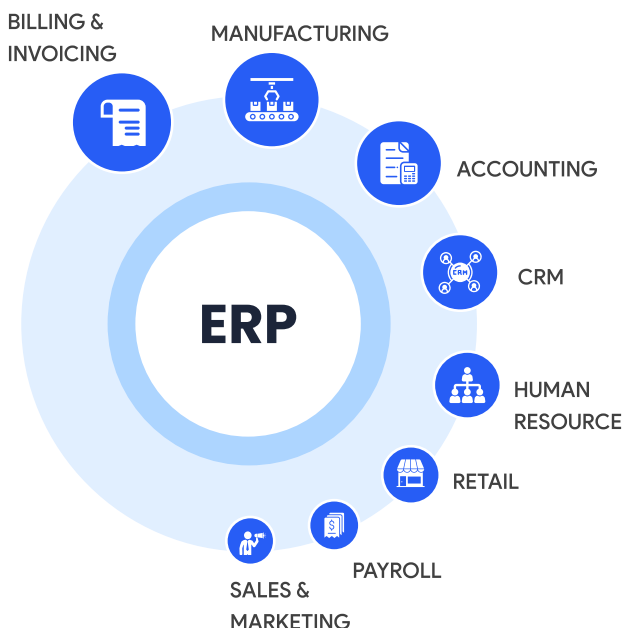 BILLING &
INVOICING
MANUFACTURING
ACCOUNTING
CRM
CRM
ERP
HUMAN
RESOURCE
RETAIL
$
PAYROLL
SALES &
MARKETING